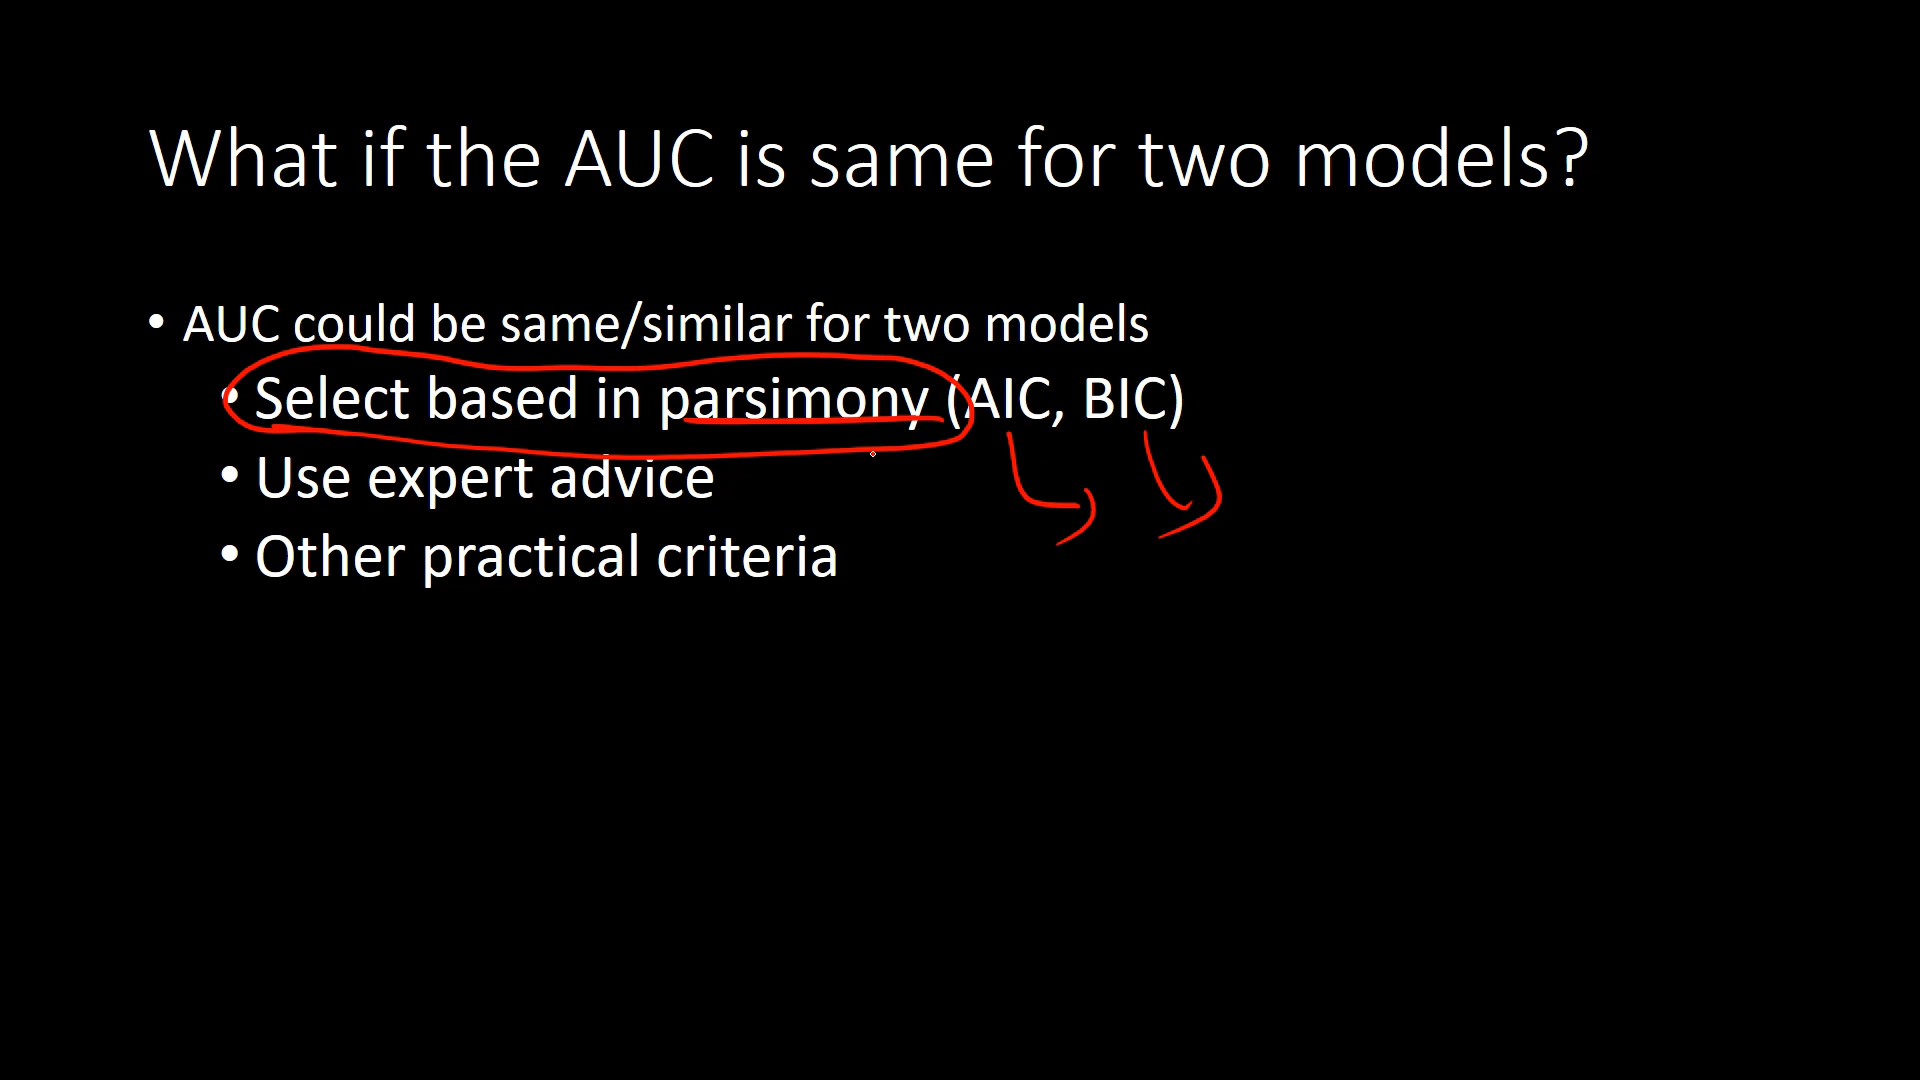 What if the AUC is same for two models?
• AUC could be same/similar for two models
• Select based in parsimony (AIC, BIC)
• Use expert advice
• Other practical criteria